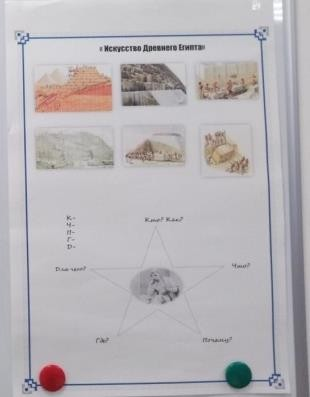 « Искусство Древнего Египта»
К-
Ч-
П-
Г-
D-
Кто? Как?
Для чего?
Что?
Где?
Почему?